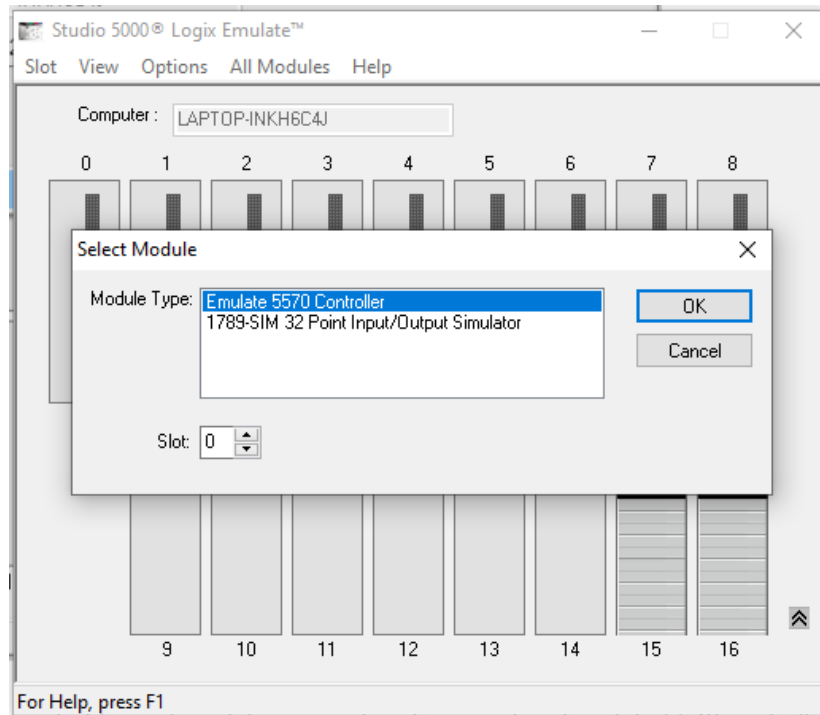 Studio 5000® Logix Emulate™
Slot View Options All Modules Help
Computer : LAPTOP-INKH6C4J
0 1 2 3 4 5 6 7 8
Select Module
Module Type: Emulate 5570 Controller
1789-SIM 32 Point Input/Output Simulator
OK
Cancel
Slot: 0
9 10 11 12 13 14 15 16
For Help, press F1